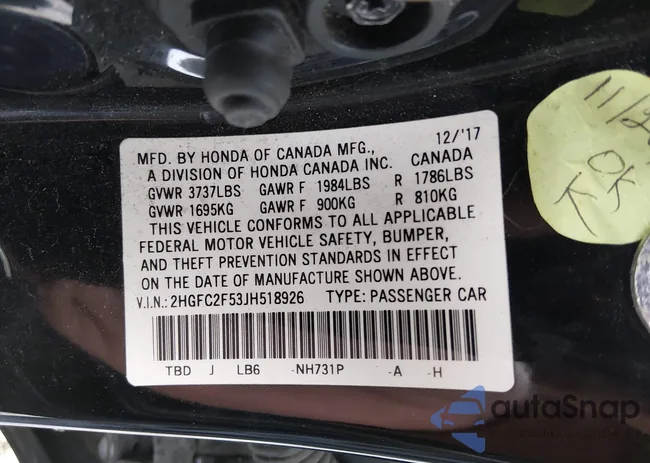 MFD. BY HONDA OF CANADA MFG., 12/'17
A DIVISION OF HONDA CANADA INC. CANADA
GVWR 3737LBS GAWR F 1984LBS R 1786LBS
GVWR 1695KG GAWR F 900KG R 810KG
THIS VEHICLE CONFORMS TO ALL APPLICABLE
FEDERAL MOTOR VEHICLE SAFETY, BUMPER,
AND THEFT PREVENTION STANDARDS IN EFFECT
ON THE DATE OF MANUFACTURE SHOWN ABOVE.
V.I.N.: 2HGFC2F53JH518926 TYPE: PASSENGER CAR
TBD J LB6 -NH731P -A -H
OK
K
autaSnap